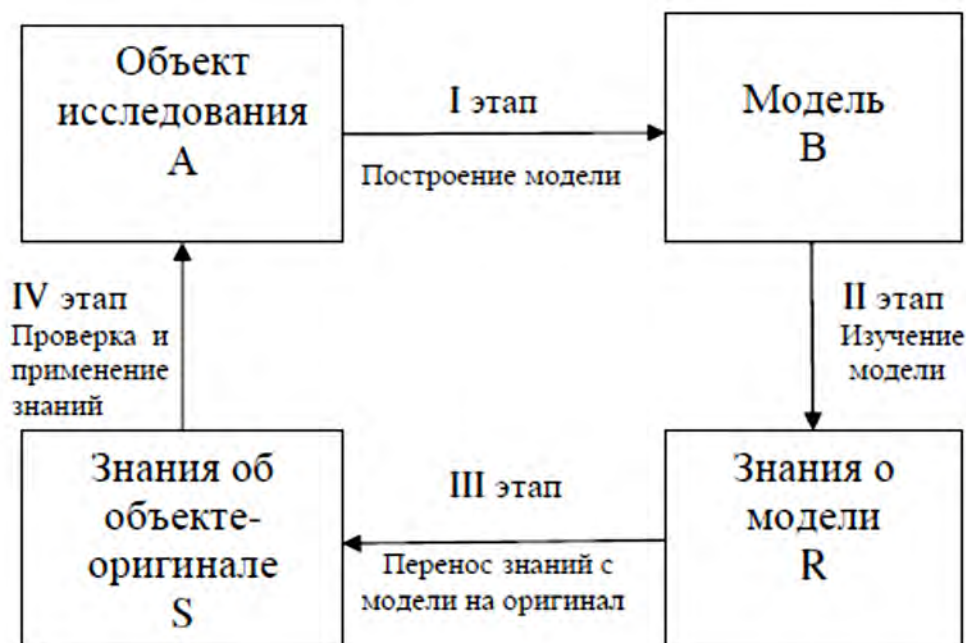 Объект
исследования
А
I этап
Построение модели
Модель
В
IV этап
Проверка и
применение
знаний
II этап
Изучение
модели
Знания об
объекте-
оригинале
S
III этап
Перенос знаний с
модели на оригинал
Знания о
модели
R